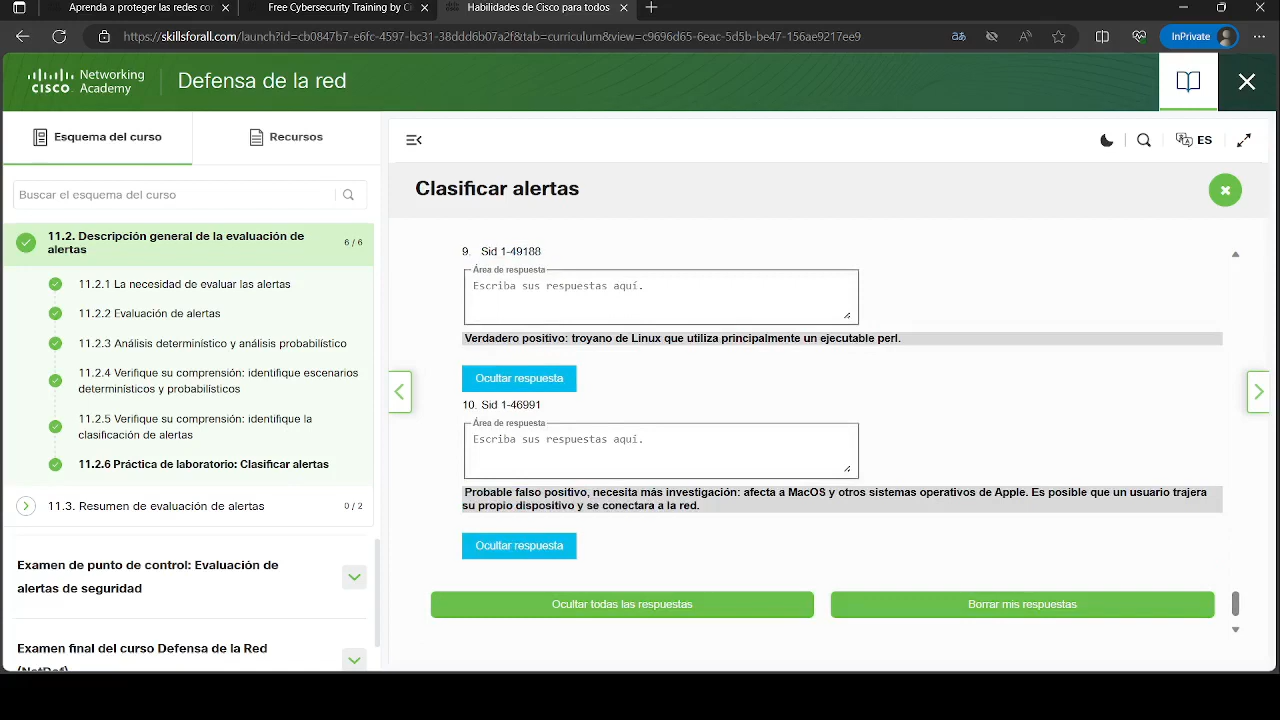 Aprenda a proteger las redes cor
Free Cybersecurity Training by Ci
Habilidades de Cisco para todos
https://skillsforall.com/launch?id=cb0847b7-e6fc-4597-bc31-38ddd6b07a2f&tab=curriculum&view=c9696d65-6eac-5d5b-be47-156ae9217ee9
InPrivate
CISCO Networking Academy
Defensa de la red
Esquema del curso
Recursos
ES
Buscar el esquema del curso
11.2. Descripción general de la evaluación de
alertas
6 / 6
11.2.1 La necesidad de evaluar las alertas
11.2.2 Evaluación de alertas
11.2.3 Análisis determinístico y análisis probabilístico
11.2.4 Verifique su comprensión: identifique escenarios
determinísticos y probabilísticos
11.2.5 Verifique su comprensión: identifique la
clasificación de alertas
11.2.6 Práctica de laboratorio: Clasificar alertas
11.3. Resumen de evaluación de alertas
0 / 2
Examen de punto de control: Evaluación de
alertas de seguridad
Examen final del curso Defensa de la Red
(NetDef)
Clasificar alertas
9. Sid 1-49188
Área de respuesta
Escriba sus respuestas aquí.
Verdadero positivo: troyano de Linux que utiliza principalmente un ejecutable perl.
Ocultar respuesta
10. Sid 1-46991
Área de respuesta
Escriba sus respuestas aquí.
Probable falso positivo, necesita más investigación: afecta a MacOS y otros sistemas operativos de Apple. Es posible que un usuario trajera
su propio dispositivo y se conectara a la red.
Ocultar respuesta
Ocultar todas las respuestas
Borrar mis respuestas